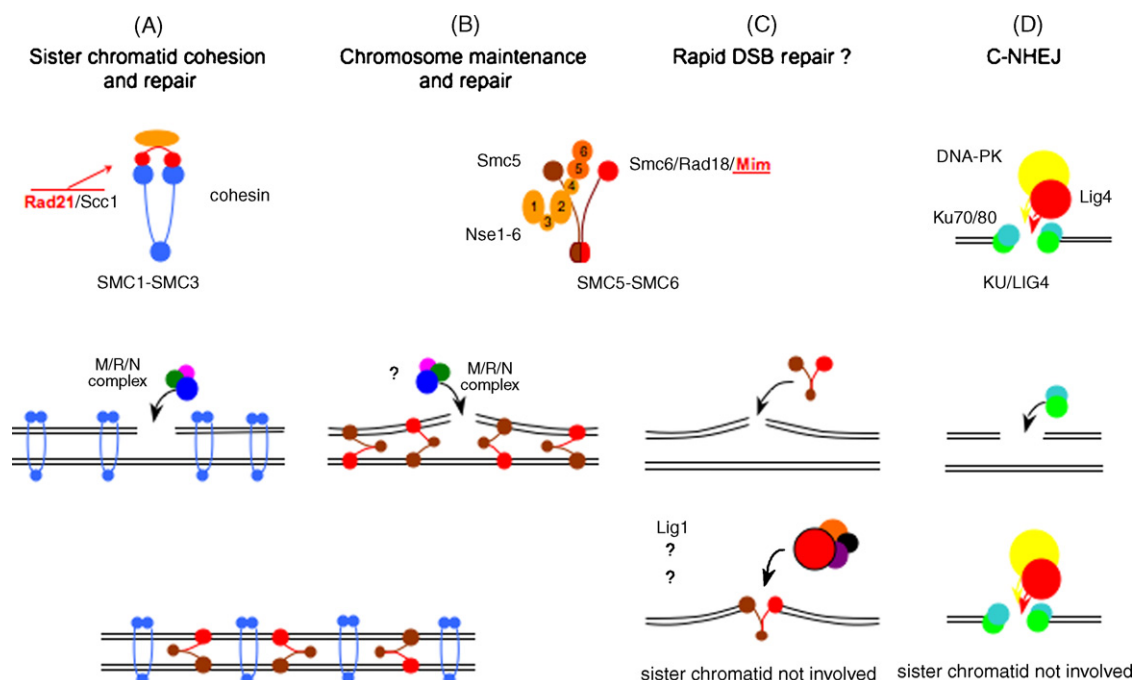 (A)
Sister chromatid cohesion
and repair
Rad21/Scc1
cohesin
SMC1-SMC3
M/R/N
complex
(B)
Chromosome maintenance
and repair
Smc5
6
5
4
1
2
3
Smc6/Rad18/Mim
Nse1-6
SMC5-SMC6
?
M/R/N
complex
(C)
Rapid DSB repair ?
Lig1
?
?
sister chromatid not involved
(D)
C-NHEJ
DNA-PK
Lig4
Ku70/80
KU/LIG4
sister chromatid not involved